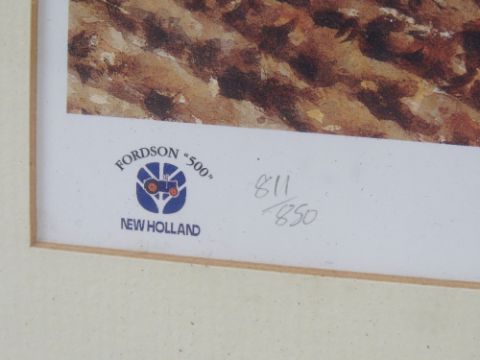 FORDSON "500"
NEW HOLLAND
811/850